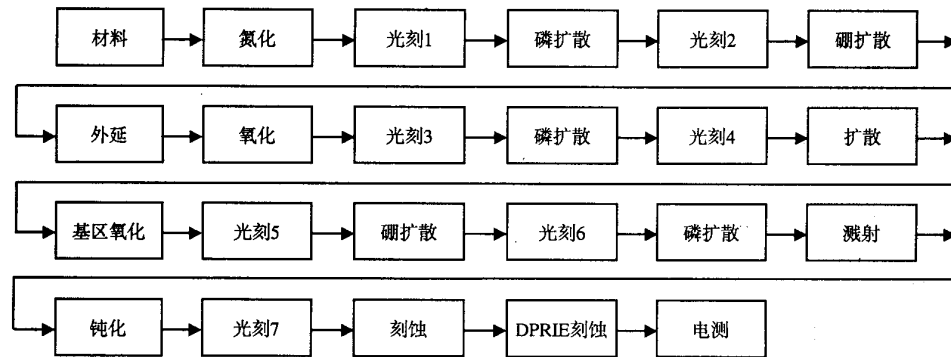 材料
氮化
光刻1
磷扩散
光刻2
硼扩散
外延
氧化
光刻3
磷扩散
光刻4
扩散
基区氧化
光刻5
硼扩散
光刻6
磷扩散
溅射
钝化
光刻7
刻蚀
DPRIE刻蚀
电测